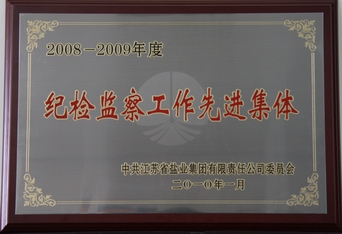 2008-2009年度
纪检监察工作先进集体
中共江苏省盐业集团有限责任公司委员会
二〇一〇年一月